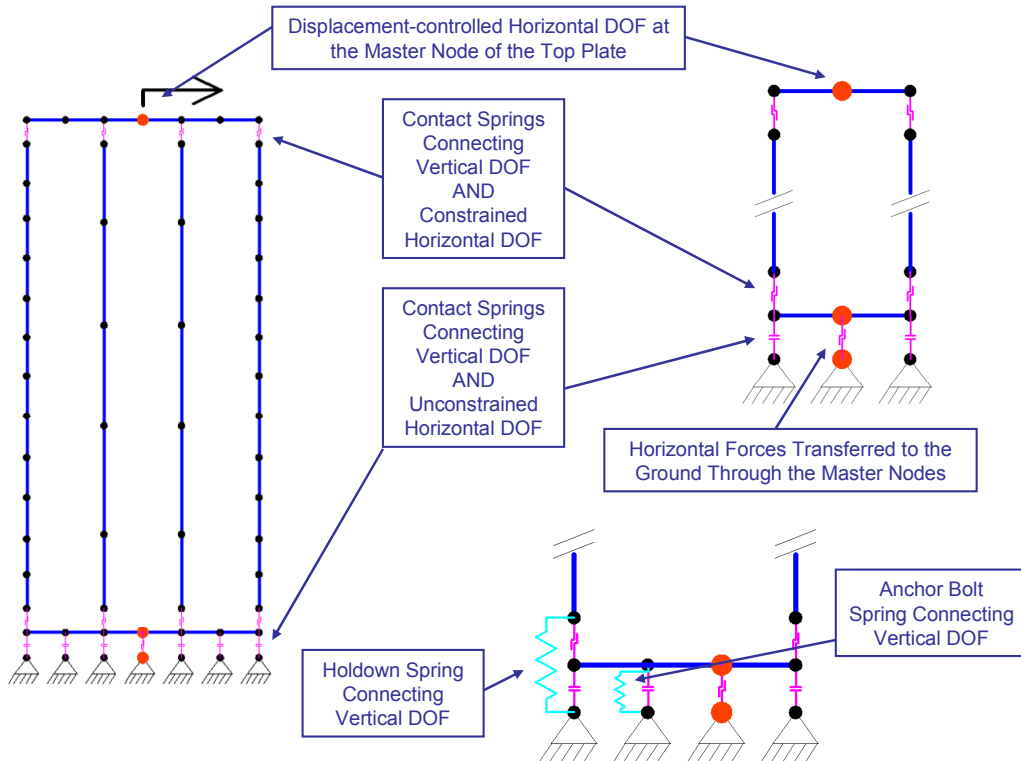 Displacement-controlled Horizontal DOF at
the Master Node of the Top Plate
Contact Springs
Connecting
Vertical DOF
AND
Constrained
Horizontal DOF
Contact Springs
Connecting
Vertical DOF
AND
Unconstrained
Horizontal DOF
Horizontal Forces Transferred to the
Ground Through the Master Nodes
Anchor Bolt
Spring Connecting
Vertical DOF
Holdown Spring
Connecting
Vertical DOF